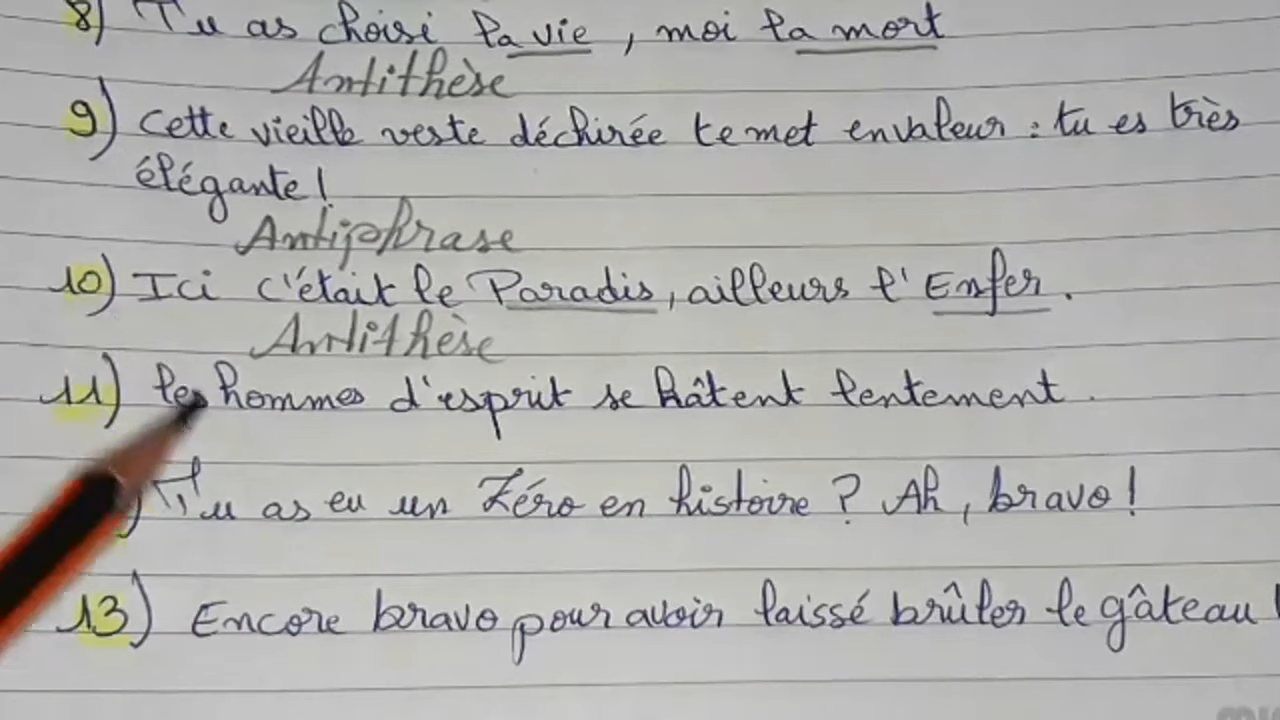 8) Tu as choisi la vie, moi la mort
Antithèse
9) Cette vieille veste déchirée te met en valeur : tu es très
élégante !
Antiphrase
10) Ici c'était le Paradis, ailleurs l'Enfer.
Antithèse
11) les hommes d'esprit se hâtent lentement.
) Tu as eu un Zéro en histoire ? Ah, bravo !
13) Encore bravo pour avoir laissé brûler le gâteau !